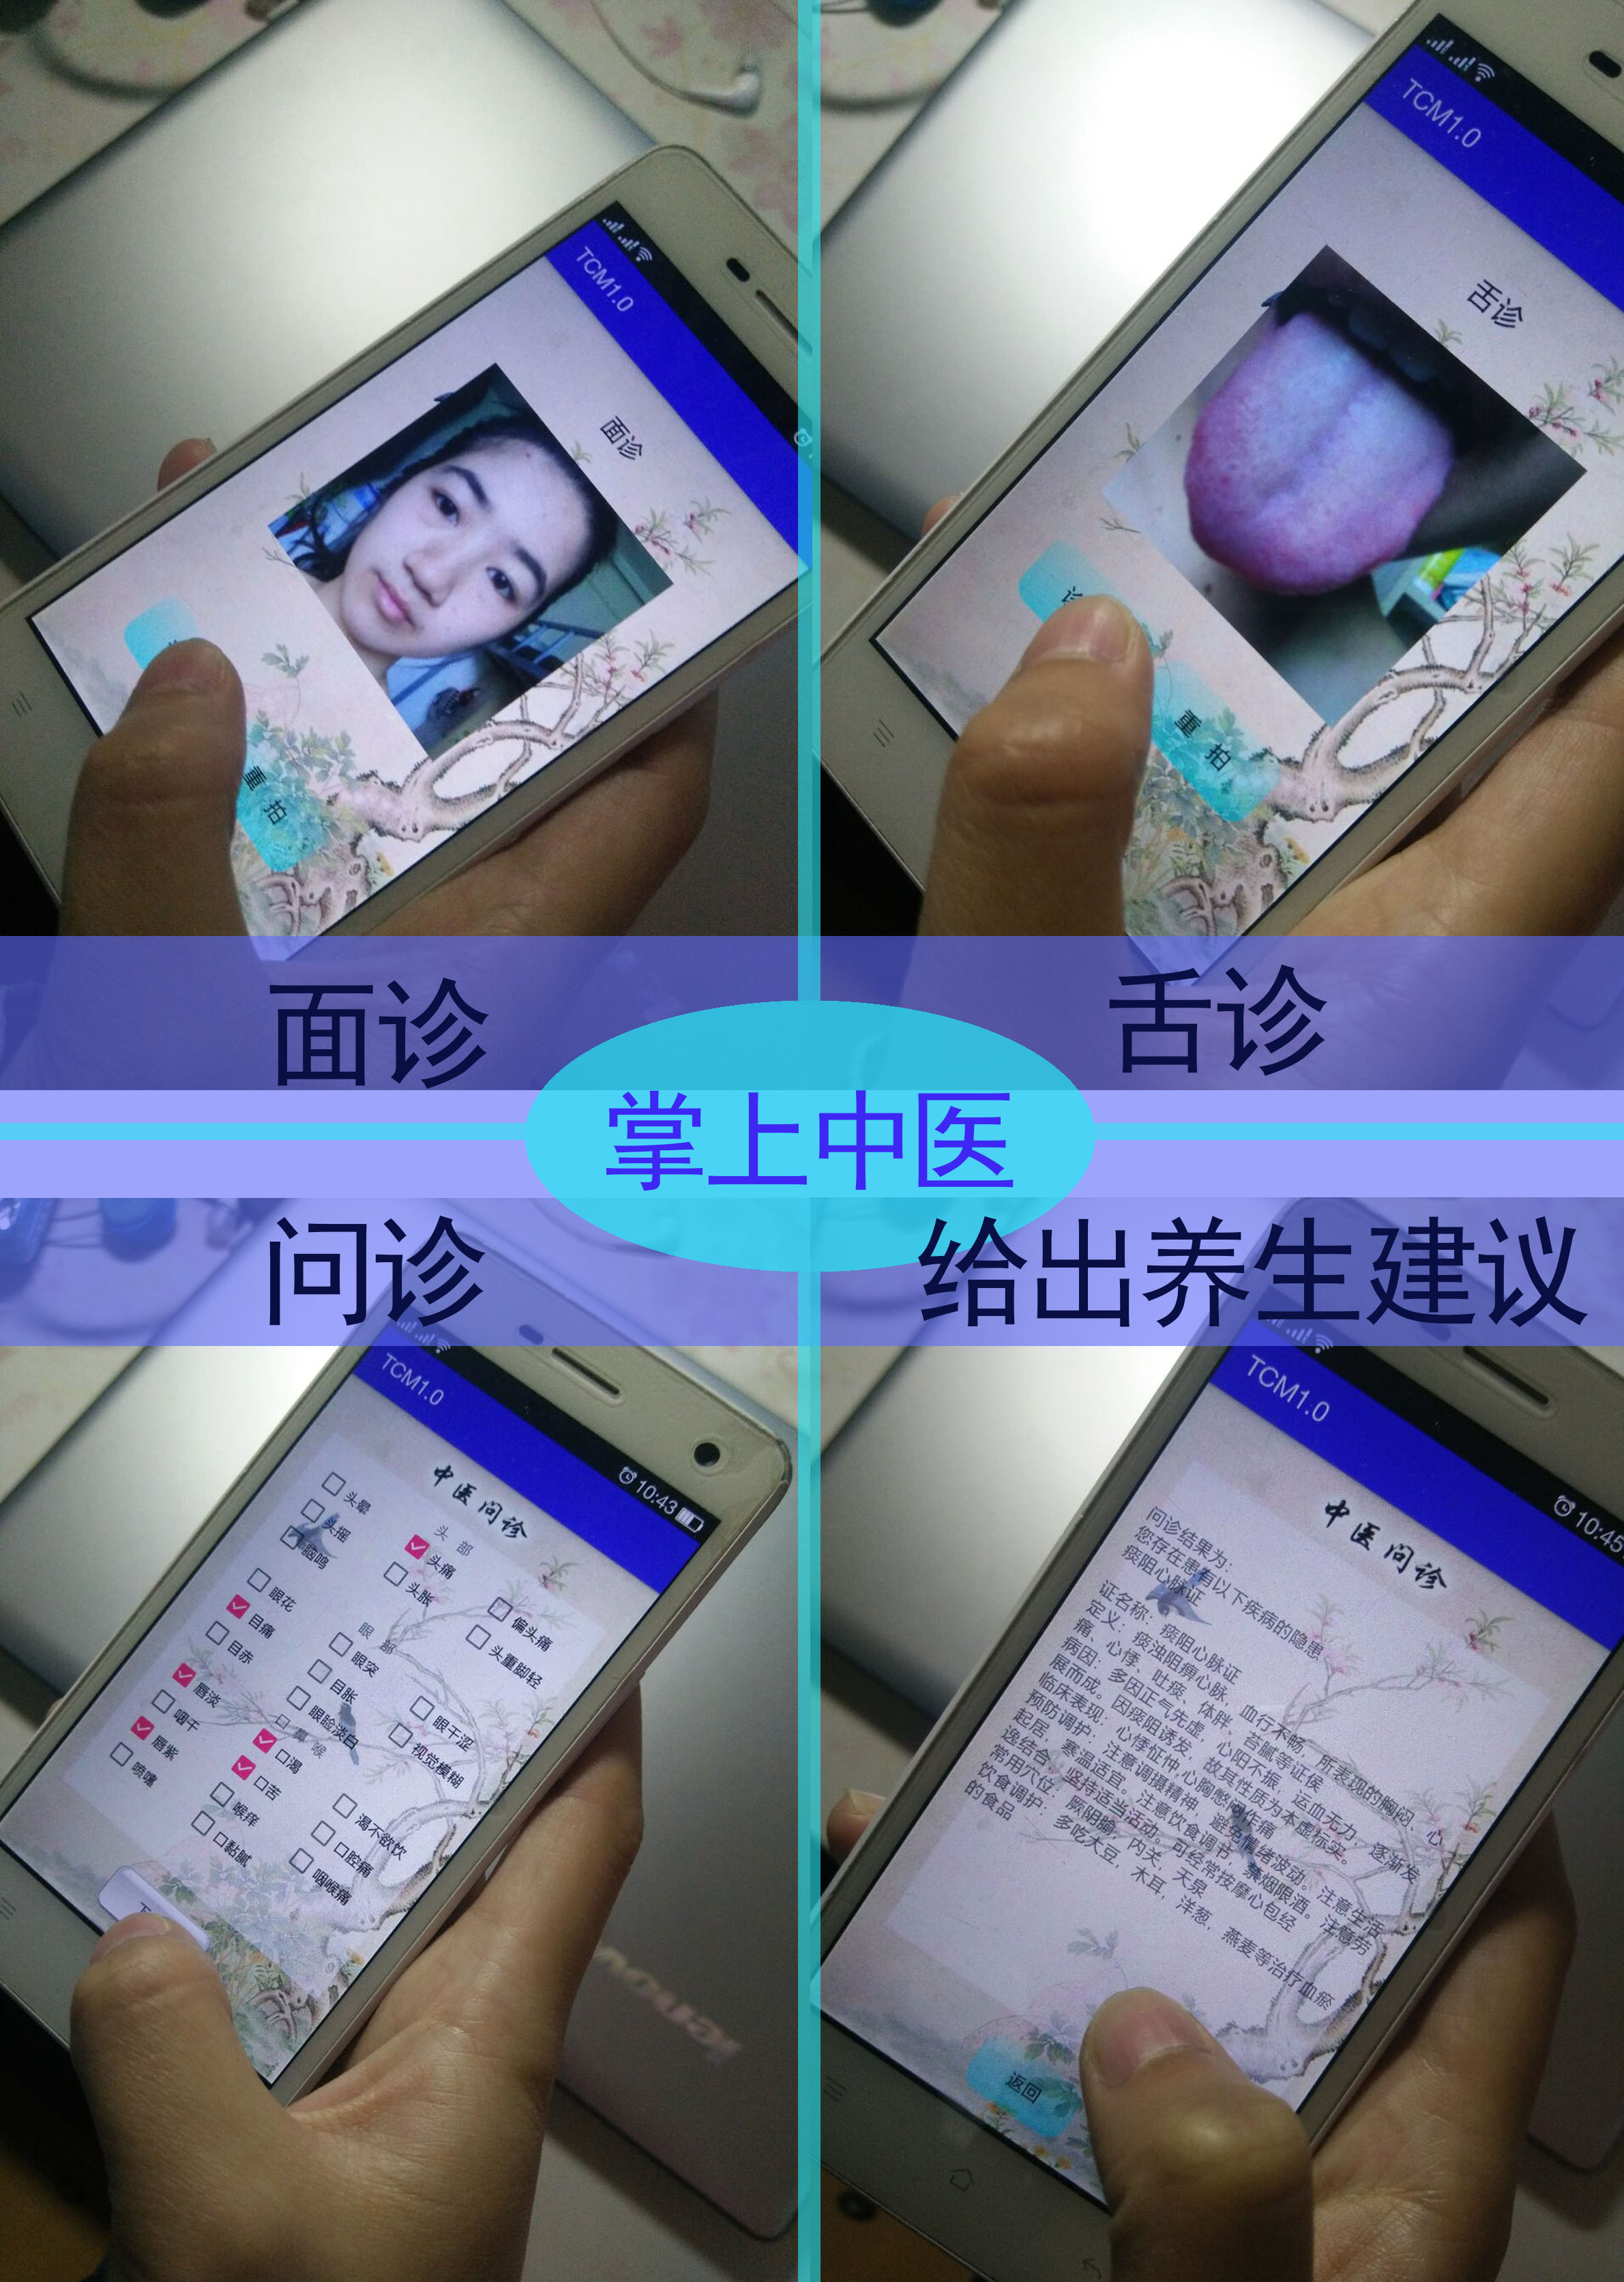 TCM1.0
面诊
重拍
TCM1.0
舌诊
诊
重拍
面诊
舌诊
掌上中医
问诊
给出养生建议
TCM1.0
10:43
中医问诊
头部
头晕
头痛
偏头痛
头摇
头胀
头重脚轻
脑鸣
眼部
眼花
眼突
眼干涩
目痛
目胀
视觉模糊
目赤
眼睑淡白
口鼻喉
唇淡
口渴
渴不欲饮
咽干
口苦
口腔痛
唇紫
喉痒
咽喉痛
喷嚏
口黏腻
下
lenovo
TCM1.0
10:45
中医问诊
问诊结果为：
您存在患有以下疾病的隐患
痰阻心脉证
证名称：痰阻心脉证
定义：痰浊阻痹心脉，血行不畅，所表现的胸闷、心
痛、心悸、吐痰、体胖、苔腻等证侯
病因：多因正气先虚，心阳不振，运血无力，逐渐发
展而成。因痰阻诱发，故其性质为本虚标实。
临床表现：心悸怔忡,心胸憋闷作痛
预防调护：注意调摄精神，避免情绪波动。注意生活
起居，寒温适宜。注意饮食调节，禁烟限酒。注意劳
逸结合，坚持适当活动。可经常按摩心包经
常用穴位：厥阴腧，内关，天泉
饮食调护：多吃大豆，木耳，洋葱，燕麦等治疗血瘀
的食品
返回